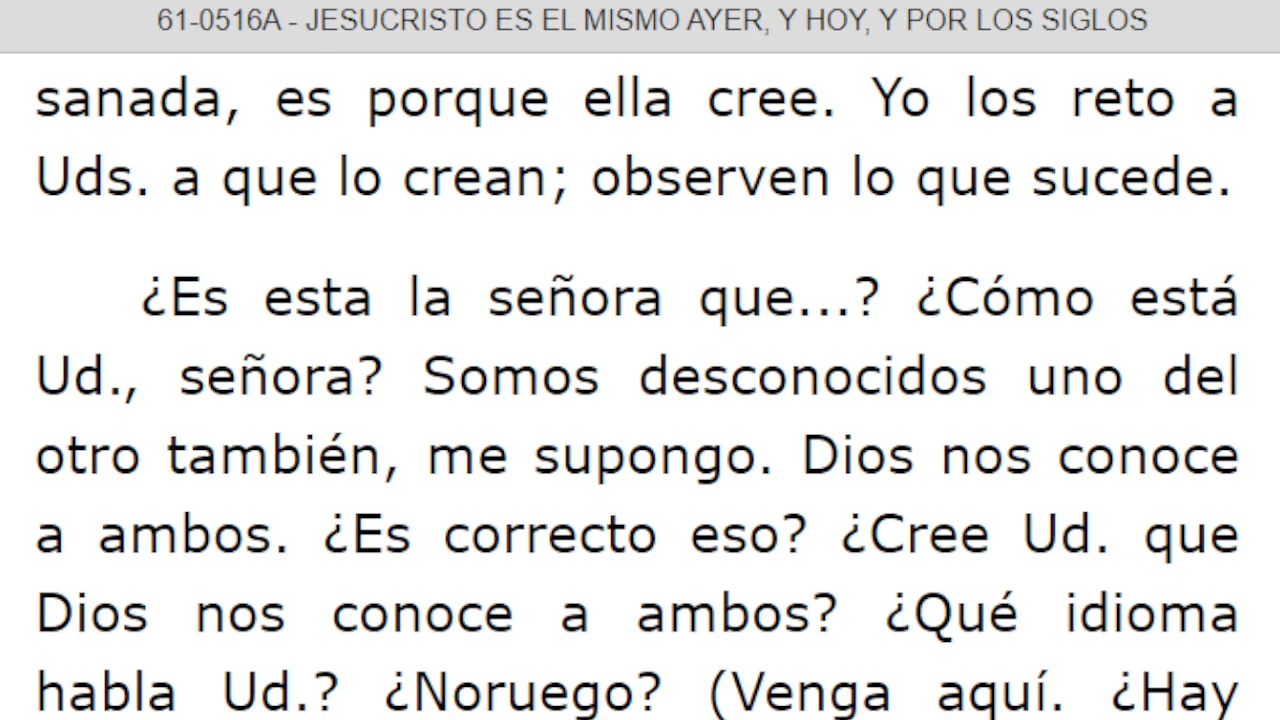 61-0516A - JESUCRISTO ES EL MISMO AYER, Y HOY, Y POR LOS SIGLOS
sanada, es porque ella cree. Yo los reto a
Uds. a que lo crean; observen lo que sucede.
¿Es esta la señora que...? ¿Cómo está
Ud., señora? Somos desconocidos uno del
otro también, me supongo. Dios nos conoce
a ambos. ¿Es correcto eso? ¿Cree Ud. que
Dios nos conoce a ambos? ¿Qué idioma
habla Ud.? ¿Noruego? (Venga aquí. ¿Hay